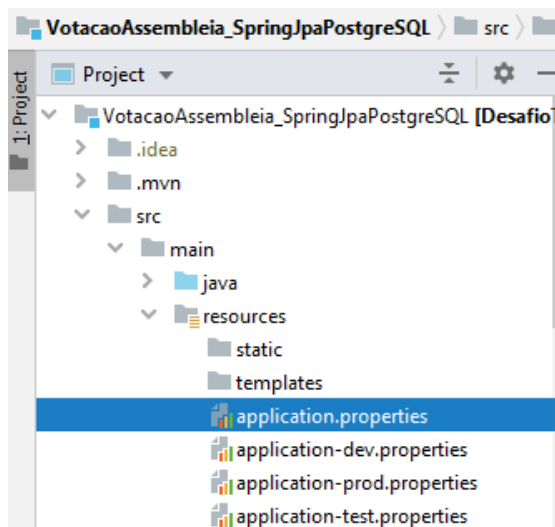 VotacaoAssembleia_SpringJpaPostgreSQL src
1: Project
Project
VotacaoAssembleia_SpringJpaPostgreSQL [Desafio
.idea
.mvn
src
main
java
resources
static
templates
application.properties
application-dev.properties
application-prod.properties
application-test.properties